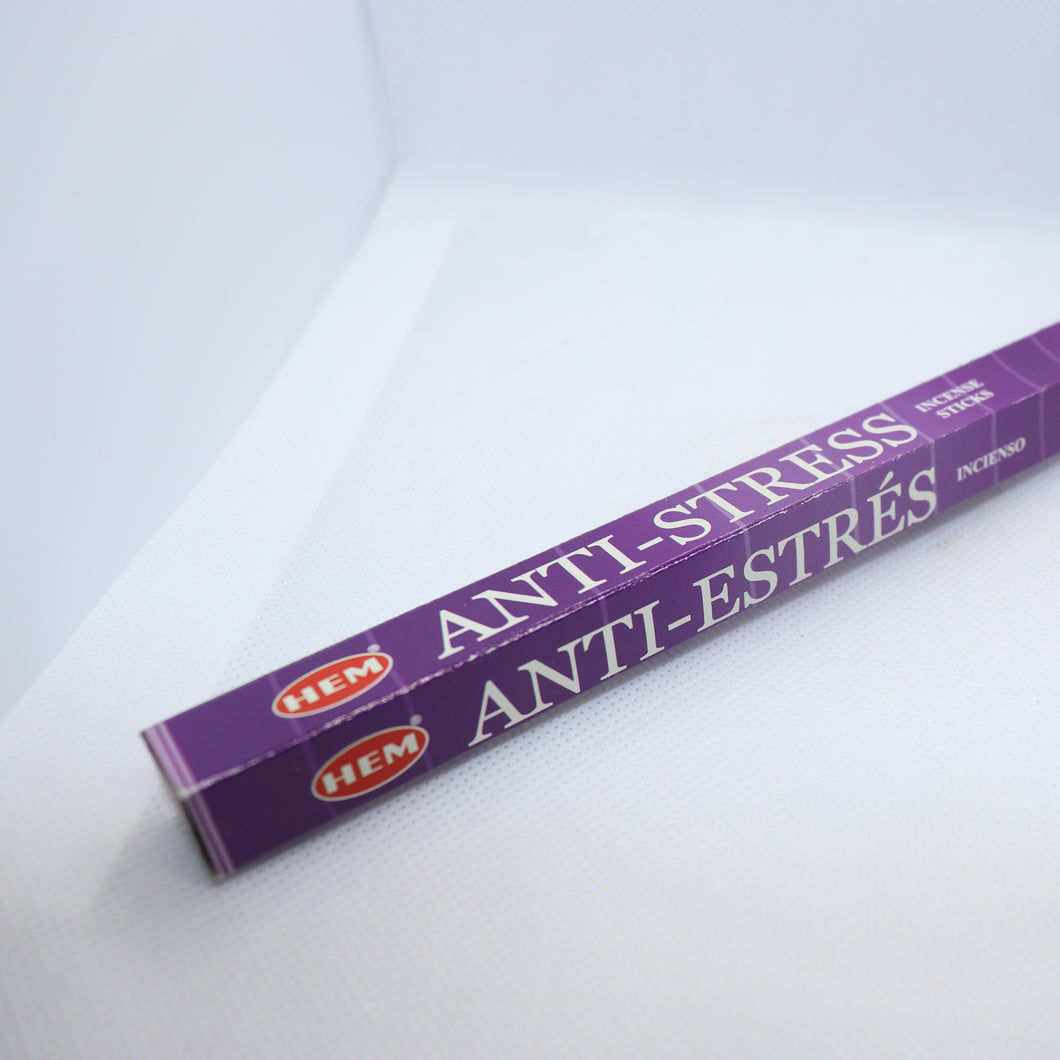 HEM®
ANTI-STRESS
INCENSE
STICKS
HEM®
ANTI-ESTRÉS
INCIENSO